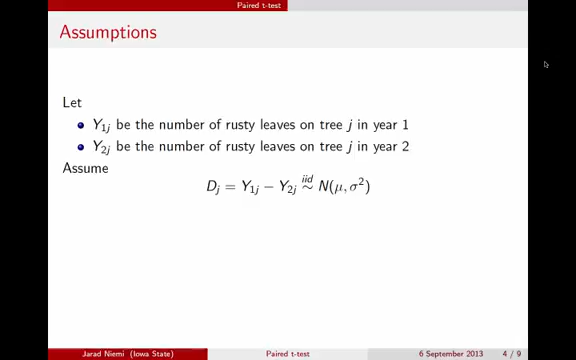 Paired t-test
Assumptions
Let
Y1j be the number of rusty leaves on tree j in year 1
Y2j be the number of rusty leaves on tree j in year 2
Assume
Dj = Y1j − Y2j iid∼ N(μ, σ²)
Jarad Niemi (Iowa State) Paired t-test 6 September 2013 4 / 9